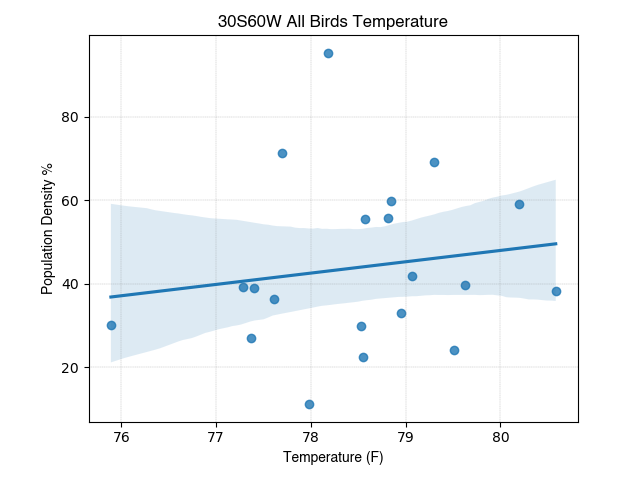 30S60W All Birds Temperature
Population Density %
80
60
40
20
76 77 78 79 80
Temperature (F)